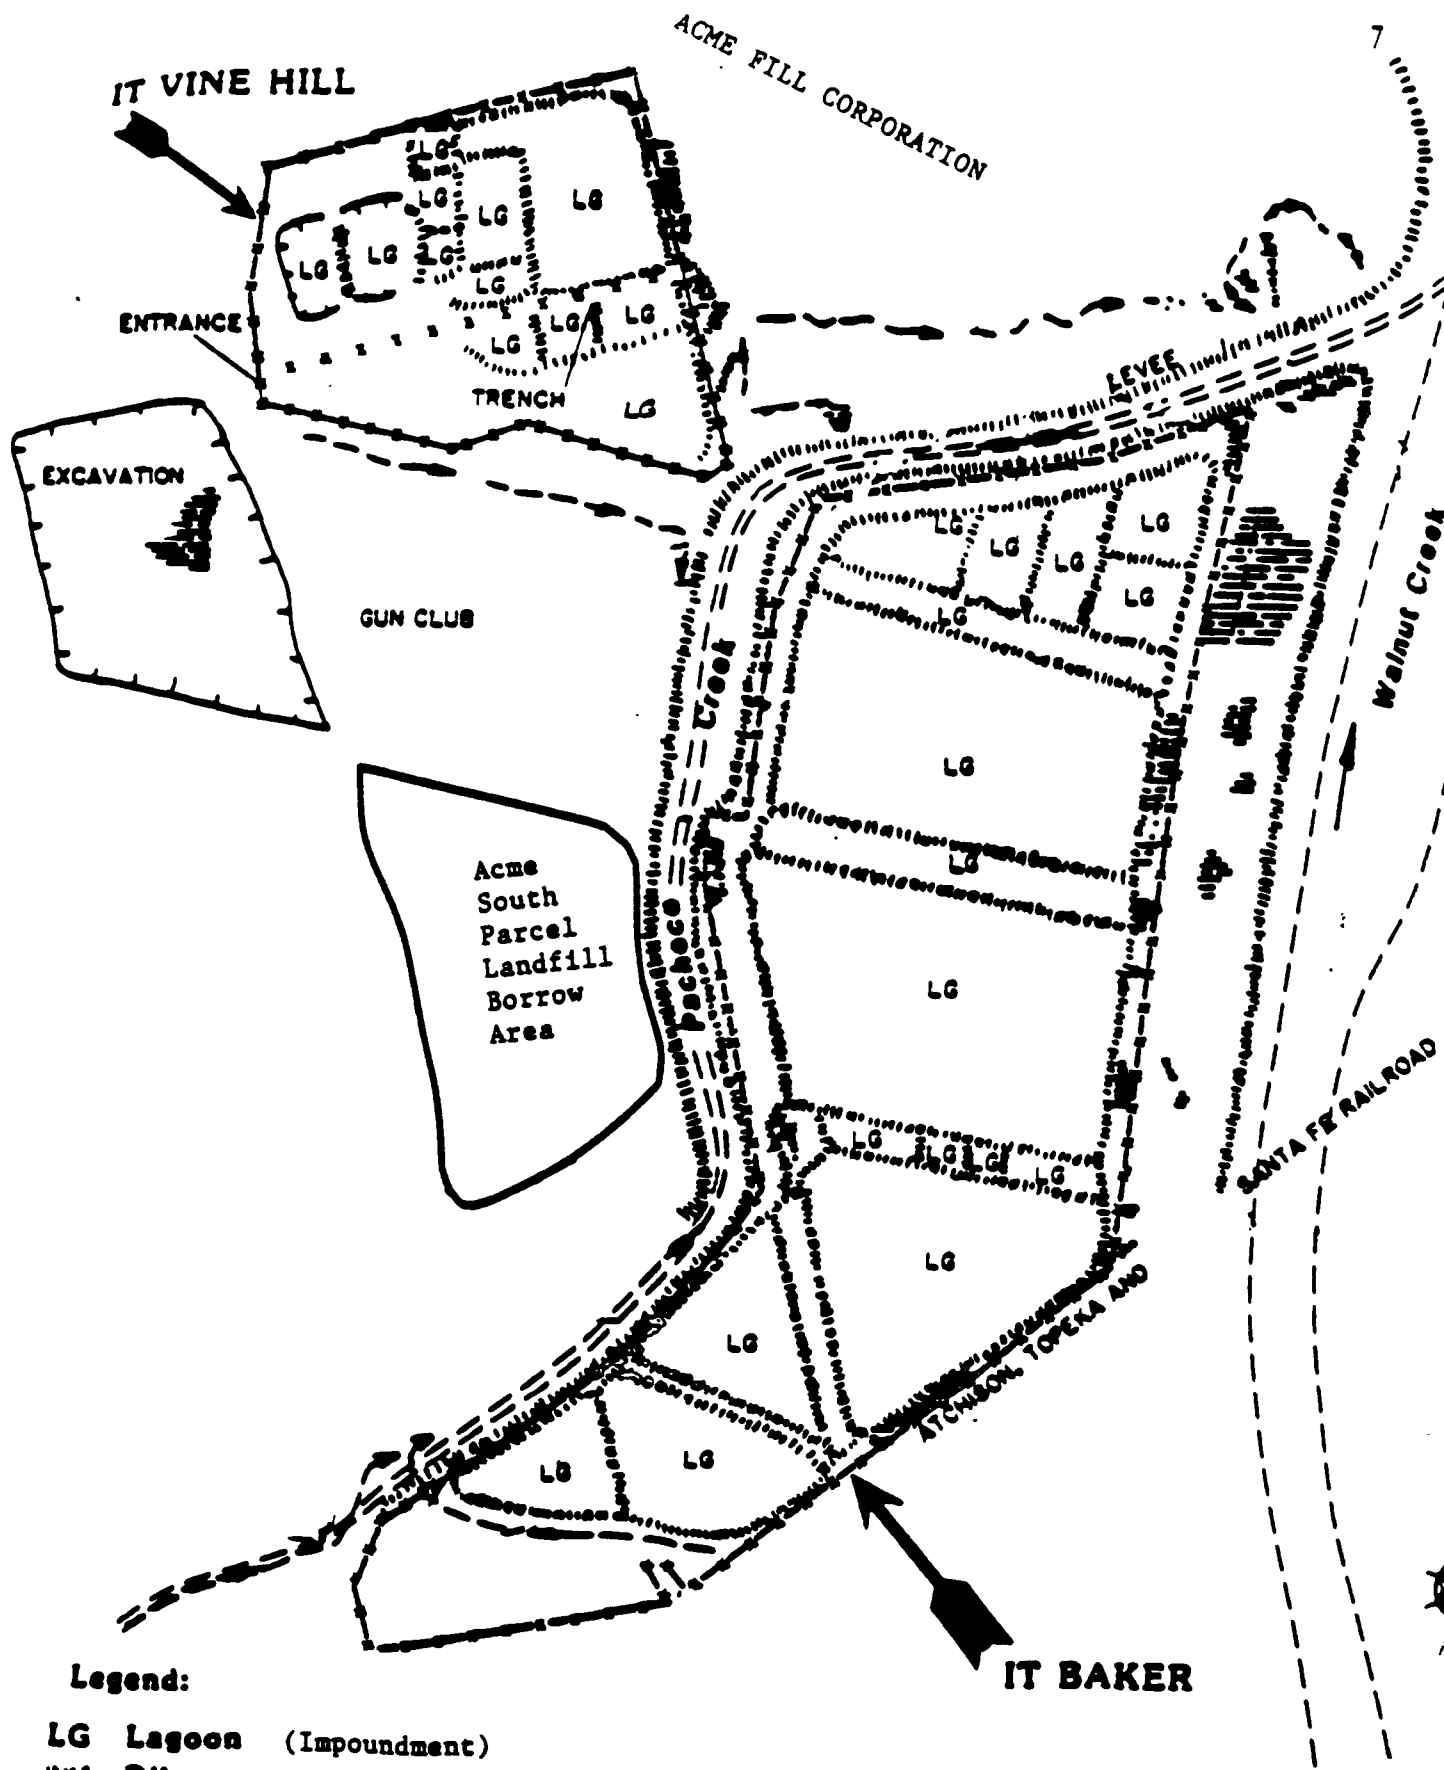 7
ACME FILL CORPORATION
IT VINE HILL
LG
LG
LG
LG
LG
LG
LG
LG
LG
LG
LG
LG
ENTRANCE
TRENCH
LG
LEVEE
EXCAVATION
GUN CLUB
LG
LG
LG
LG
LG
LG
Walnut Creek
Pacheco Creek
LG
LG
Acme
South
Parcel
Landfill
Borrow
Area
LG
LG
LG
LG
LG
LG
ATCHISON, TOPEKA AND
SANTA FE RAILROAD
LG
LG
LG
IT BAKER
Legend:
LG Lagoon (Impoundment)